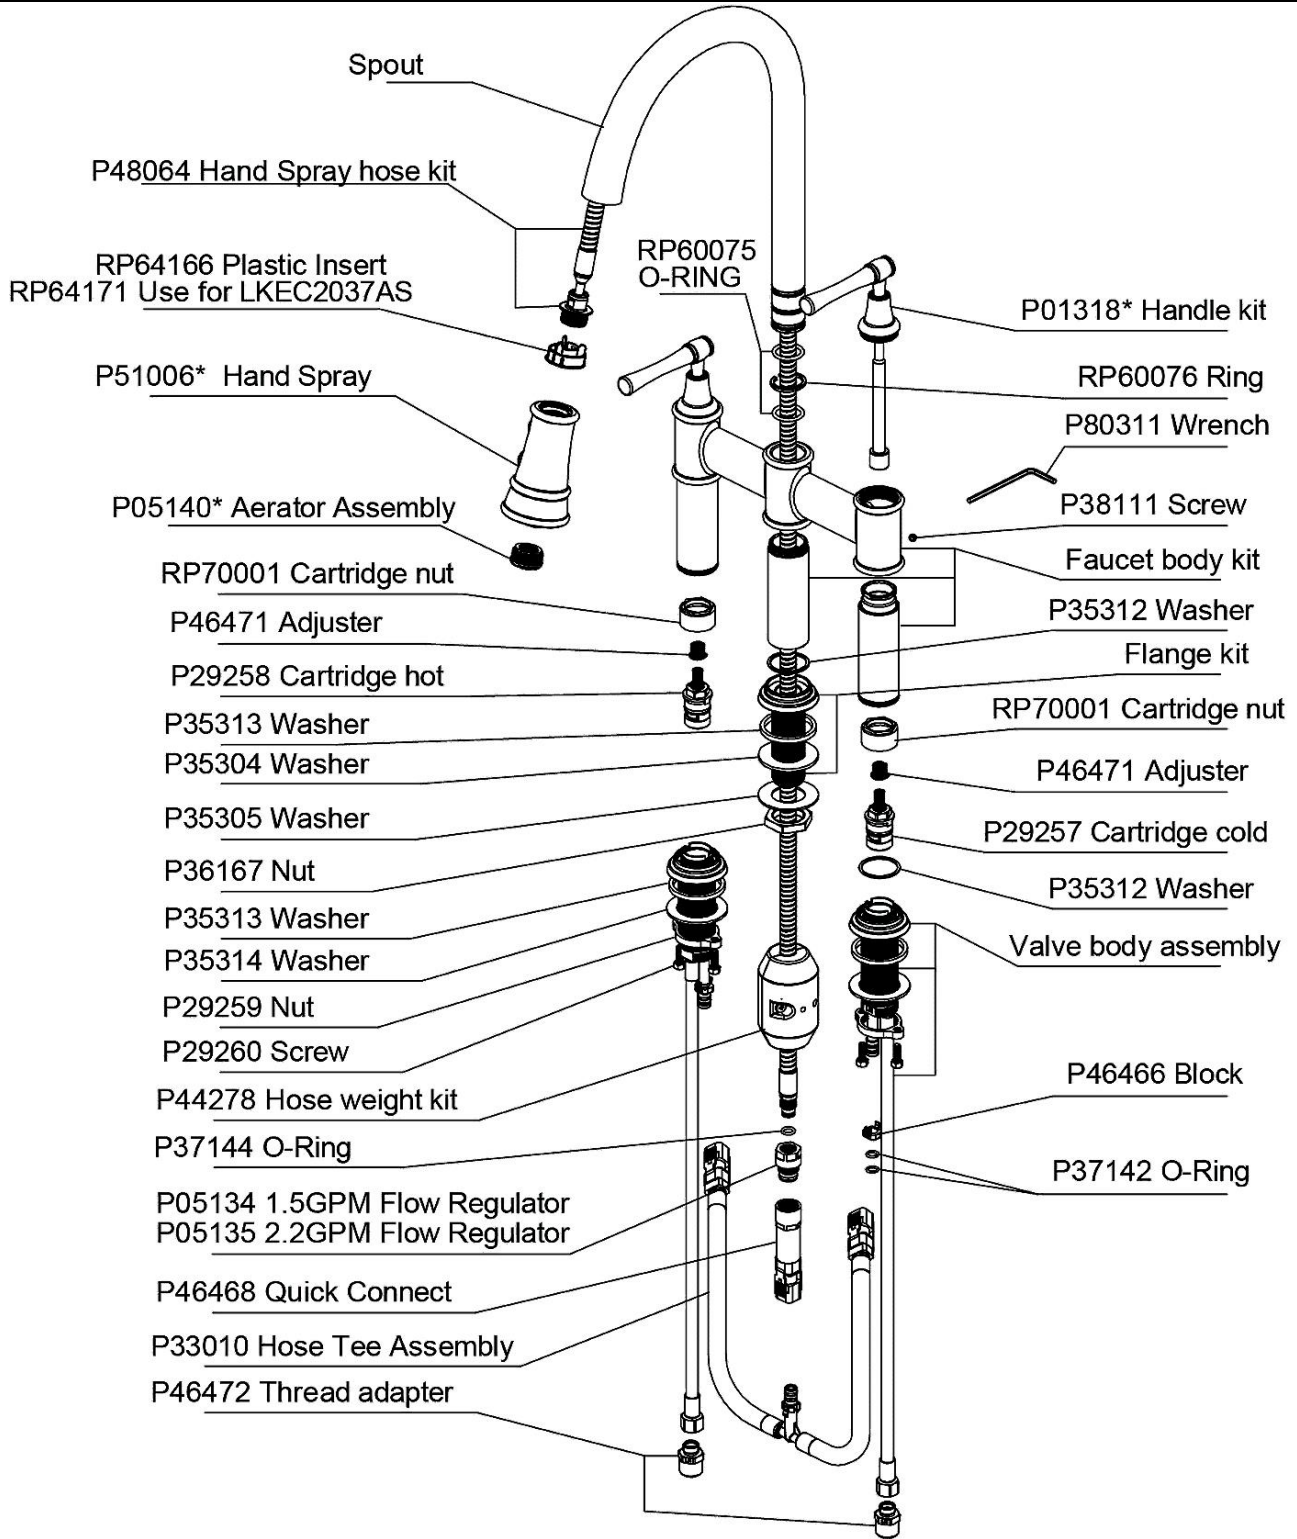 Spout
P48064 Hand Spray hose kit
RP64166 Plastic Insert
RP64171 Use for LKEC2037AS
P51006* Hand Spray
P05140* Aerator Assembly
RP70001 Cartridge nut
P46471 Adjuster
P29258 Cartridge hot
P35313 Washer
P35304 Washer
P35305 Washer
P36167 Nut
P35313 Washer
P35314 Washer
P29259 Nut
P29260 Screw
P44278 Hose weight kit
P37144 O-Ring
P05134 1.5GPM Flow Regulator
P05135 2.2GPM Flow Regulator
P46468 Quick Connect
P33010 Hose Tee Assembly
P46472 Thread adapter
RP60075
O-RING
P01318* Handle kit
RP60076 Ring
P80311 Wrench
P38111 Screw
Faucet body kit
P35312 Washer
Flange kit
RP70001 Cartridge nut
P46471 Adjuster
P29257 Cartridge cold
P35312 Washer
Valve body assembly
P46466 Block
P37142 O-Ring